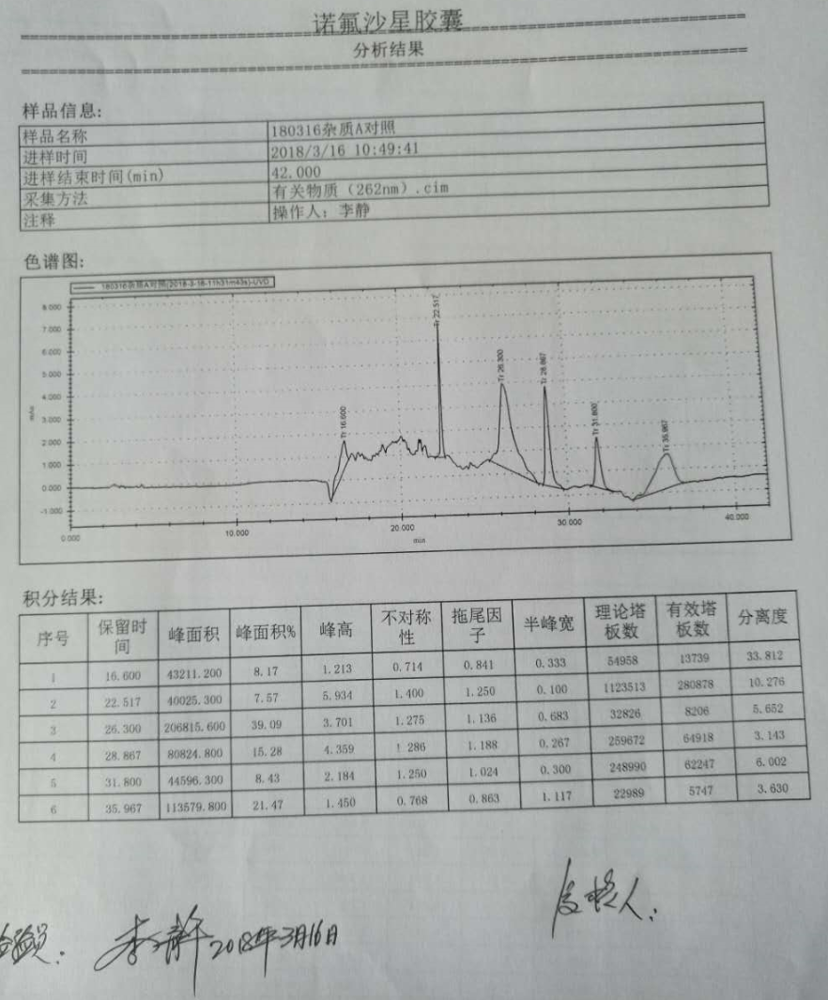 诺氟沙星胶囊
分析结果
样品信息:
样品名称 180316杂质A对照
进样时间 2018/3/16 10:49:41
进样结束时间(min) 42.000
采集方法 有关物质（262nm）.cim
注释 操作人：李静
色谱图:
180316杂质A对照(2018-3-16-11h31m43s)-UVD
8.000
7.000
6.000
5.000
4.000
3.000
2.000
1.000
0.000
-1.000
mAu
Tr 16.600
Tr 22.517
Tr 26.300
Tr 28.867
Tr 31.800
Tr 35.967
0.000 10.000 20.000 30.000 40.000
min
积分结果:
序号 保留时间 峰面积 峰面积% 峰高 不对称性 拖尾因子 半峰宽 理论塔板数 有效塔板数 分离度
1 16.600 43211.200 8.17 1.213 0.714 0.841 0.333 54958 13739 33.812
2 22.517 40025.300 7.57 5.934 1.400 1.250 0.100 1123513 280878 10.276
3 26.300 206815.600 39.09 3.701 1.275 1.136 0.683 32826 8206 5.652
4 28.867 80824.800 15.28 4.359 1.286 1.188 0.267 259672 64918 3.143
5 31.800 44596.300 8.43 2.184 1.250 1.024 0.300 248990 62247 6.002
6 35.967 113579.800 21.47 1.450 0.768 0.863 1.117 22989 5747 3.630
复核人：
检验员：李静 2018年3月16日